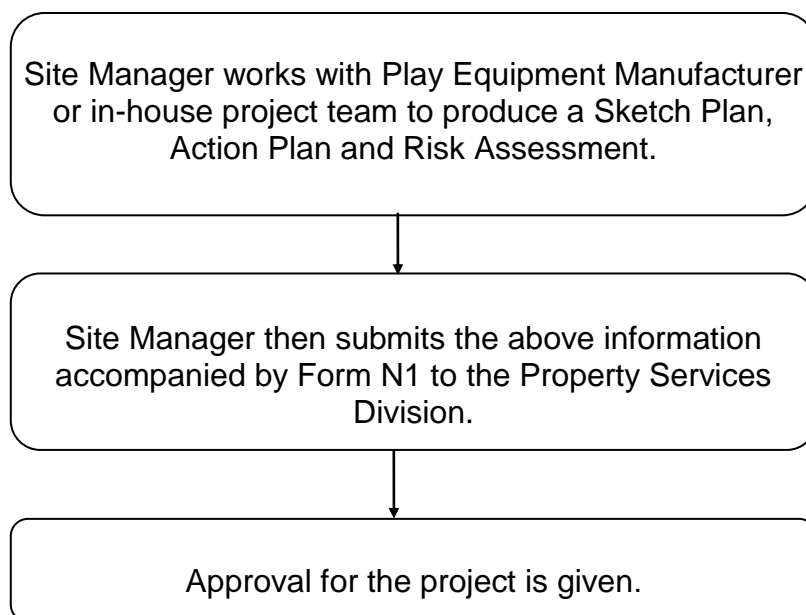 Site Manager works with Play Equipment Manufacturer
or in-house project team to produce a Sketch Plan,
Action Plan and Risk Assessment.
Site Manager then submits the above information
accompanied by Form N1 to the Property Services
Division.
Approval for the project is given.